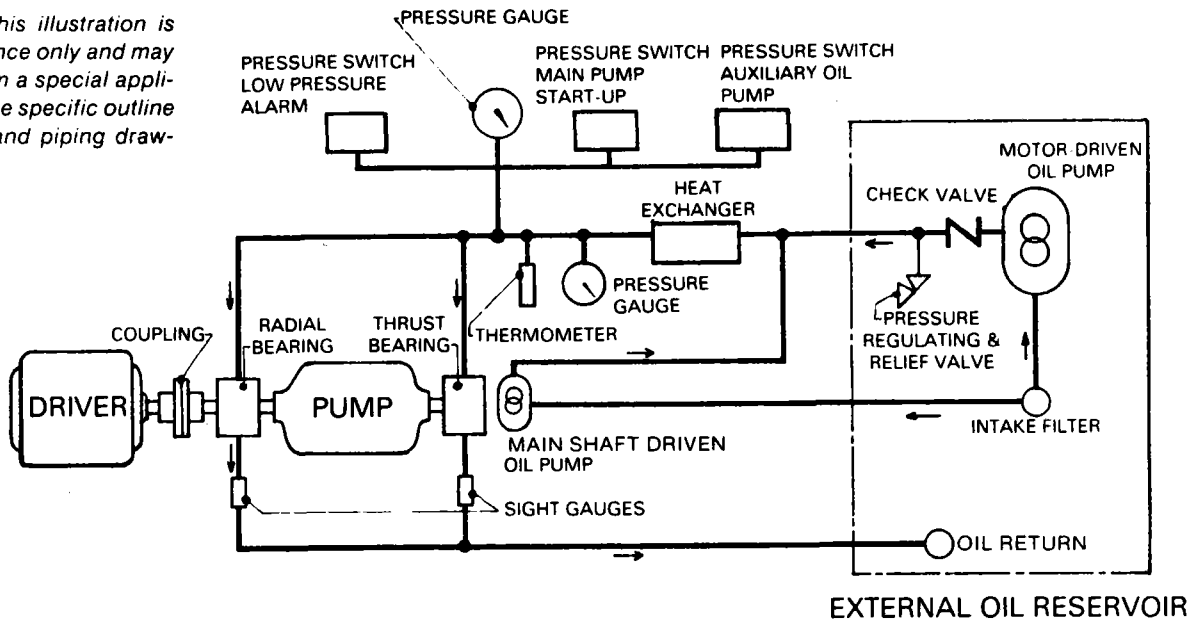 his illustration is
nce only and may
n a special appli-
e specific outline
and piping draw-
PRESSURE GAUGE
PRESSURE SWITCH
LOW PRESSURE
ALARM
PRESSURE SWITCH
MAIN PUMP
START-UP
PRESSURE SWITCH
AUXILIARY OIL
PUMP
MOTOR-DRIVEN
OIL PUMP
HEAT
EXCHANGER
CHECK VALVE
PRESSURE
GAUGE
THERMOMETER
PRESSURE
REGULATING &
RELIEF VALVE
COUPLING
RADIAL
BEARING
THRUST
BEARING
DRIVER
PUMP
MAIN SHAFT DRIVEN
OIL PUMP
INTAKE FILTER
SIGHT GAUGES
OIL RETURN
EXTERNAL OIL RESERVOIR